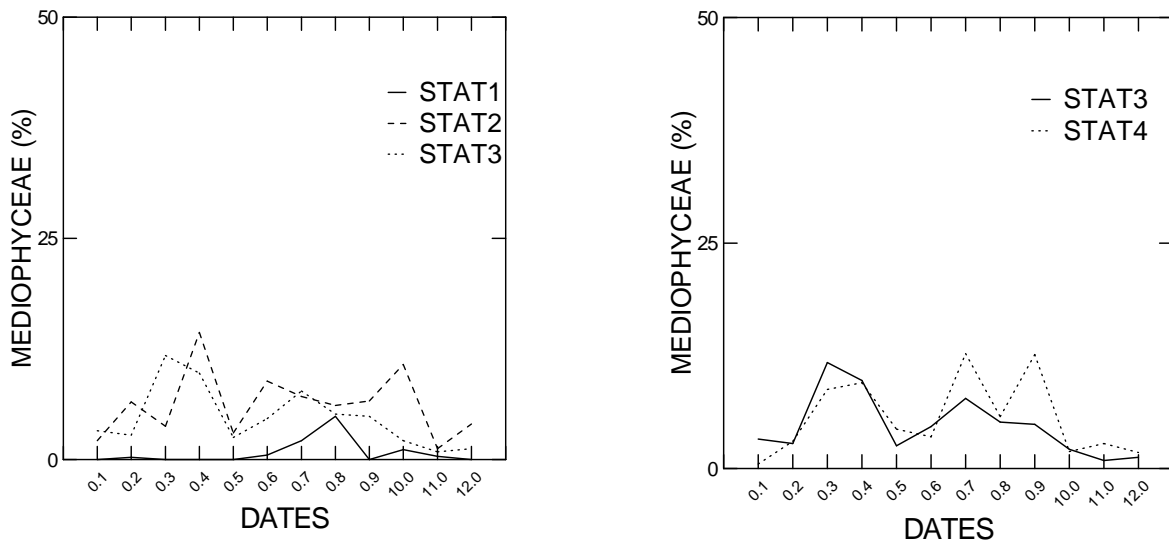 50
25
0
MEDIOPHYCEAE (%)
STAT1
STAT2
STAT3
0.1 0.2 0.3 0.4 0.5 0.6 0.7 0.8 0.9 10.0 11.0 12.0
DATES
50
25
0
MEDIOPHYCEAE (%)
STAT3
STAT4
0.1 0.2 0.3 0.4 0.5 0.6 0.7 0.8 0.9 10.0 11.0 12.0
DATES